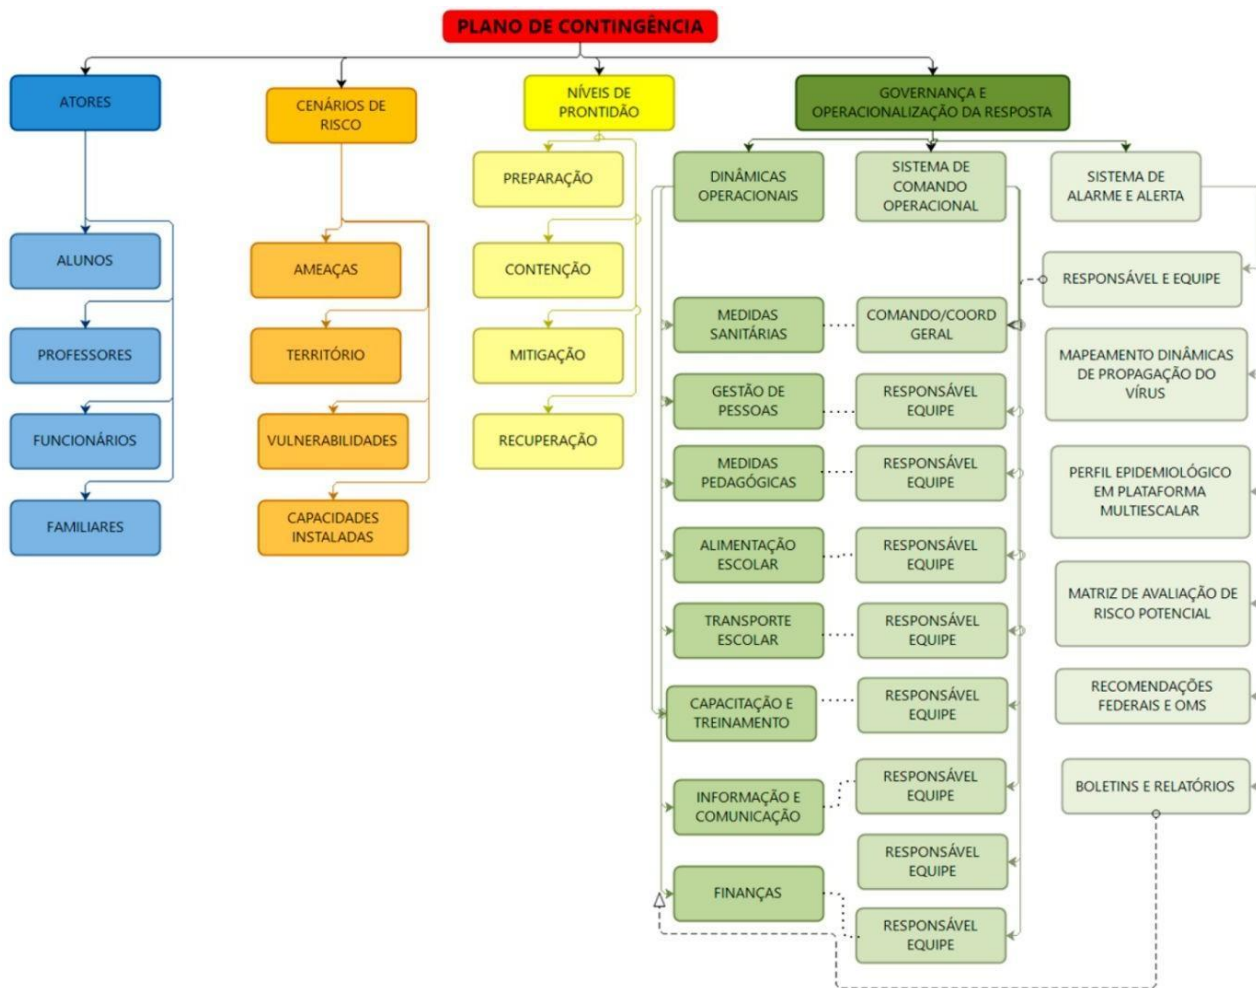 PLANO DE CONTINGÊNCIA
ATORES
ALUNOS
PROFESSORES
FUNCIONÁRIOS
FAMILIARES
CENÁRIOS DE
RISCO
AMEAÇAS
TERRITÓRIO
VULNERABILIDADES
CAPACIDADES
INSTALADAS
NÍVEIS DE
PRONTIDÃO
PREPARAÇÃO
CONTENÇÃO
MITIGAÇÃO
RECUPERAÇÃO
GOVERNANÇA E
OPERACIONALIZAÇÃO DA RESPOSTA
DINÂMICAS
OPERACIONAIS
MEDIDAS
SANITÁRIAS
GESTÃO DE
PESSOAS
MEDIDAS
PEDAGÓGICAS
ALIMENTAÇÃO
ESCOLAR
TRANSPORTE
ESCOLAR
CAPACITAÇÃO E
TREINAMENTO
INFORMAÇÃO E
COMUNICAÇÃO
FINANÇAS
SISTEMA DE
COMANDO
OPERACIONAL
COMANDO/COORD
GERAL
RESPONSÁVEL
EQUIPE
RESPONSÁVEL
EQUIPE
RESPONSÁVEL
EQUIPE
RESPONSÁVEL
EQUIPE
RESPONSÁVEL
EQUIPE
RESPONSÁVEL
EQUIPE
RESPONSÁVEL
EQUIPE
RESPONSÁVEL
EQUIPE
SISTEMA DE
ALARME E ALERTA
RESPONSÁVEL E EQUIPE
MAPEAMENTO DINÂMICAS
DE PROPAGAÇÃO DO
VÍRUS
PERFIL EPIDEMIOLÓGICO
EM PLATAFORMA
MULTIESCALAR
MATRIZ DE AVALIAÇÃO DE
RISCO POTENCIAL
RECOMENDAÇÕES
FEDERAIS E OMS
BOLETINS E RELATÓRIOS